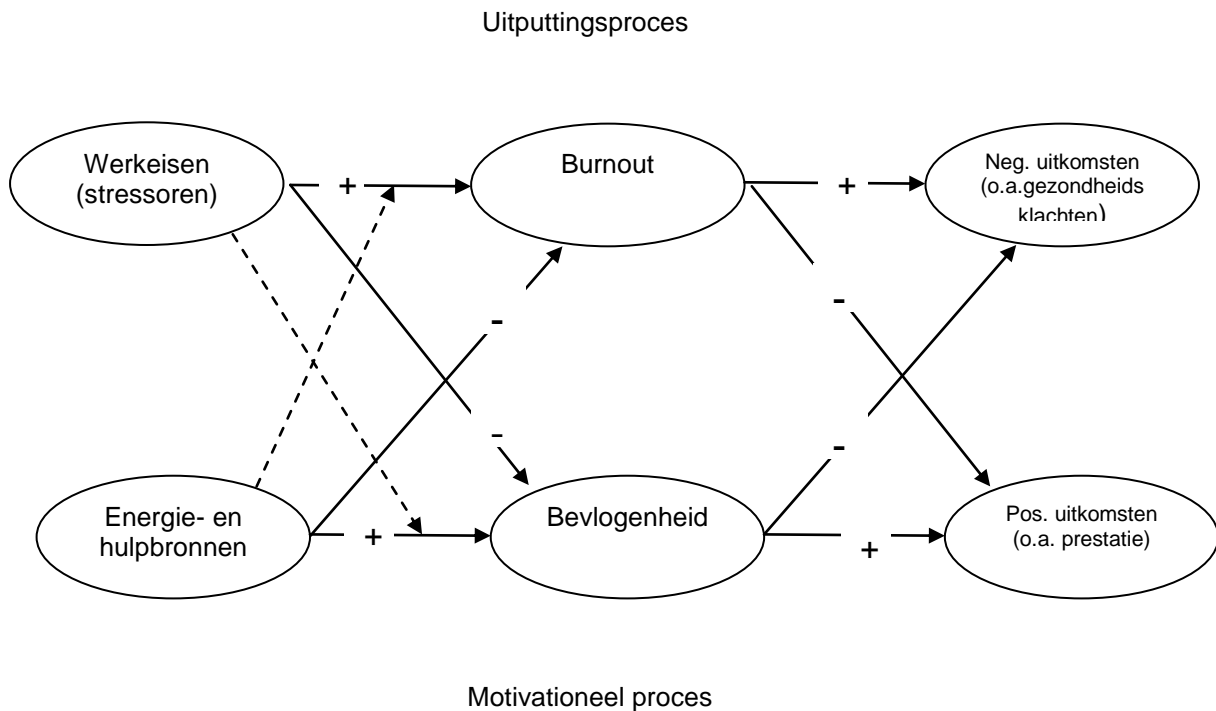 Uitputtingsproces
Werkeisen
(stressoren)
+
Burnout
+
Neg. uitkomsten
(o.a.gezondheids
klachten)
-
-
-
-
Energie- en
hulpbronnen
+
Bevlogenheid
+
Pos. uitkomsten
(o.a. prestatie)
Motivationeel proces